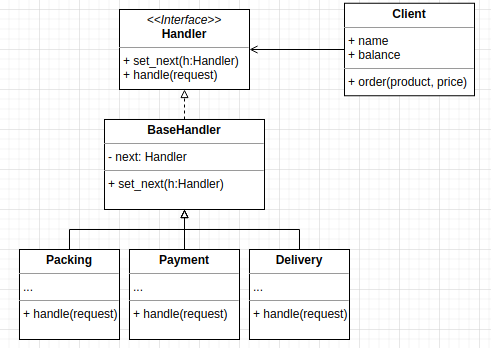 <<Interface>>
Handler
+ set_next(h:Handler)
+ handle(request)
Client
+ name
+ balance
+ order(product, price)
BaseHandler
- next: Handler
+ set_next(h:Handler)
Packing
...
+ handle(request)
Payment
...
+ handle(request)
Delivery
...
+ handle(request)